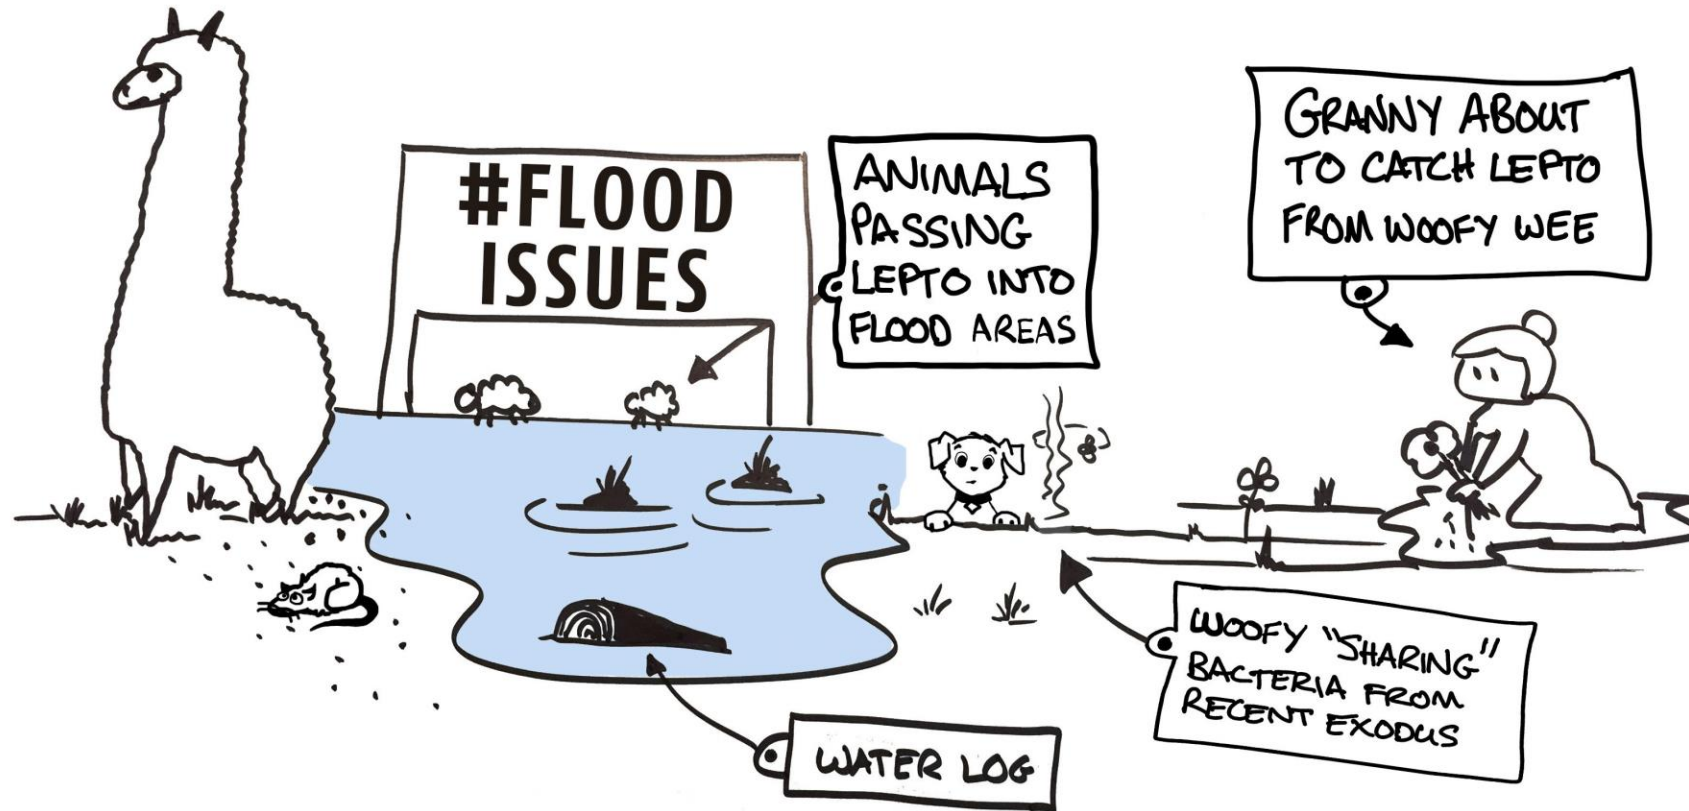 #FLOOD
ISSUES
ANIMALS
PASSING
LEPTO INTO
FLOOD AREAS
GRANNY ABOUT
TO CATCH LEPTO
FROM WOOFY WEE
WOOFY "SHARING"
BACTERIA FROM
RECENT EXODUS
WATER LOG